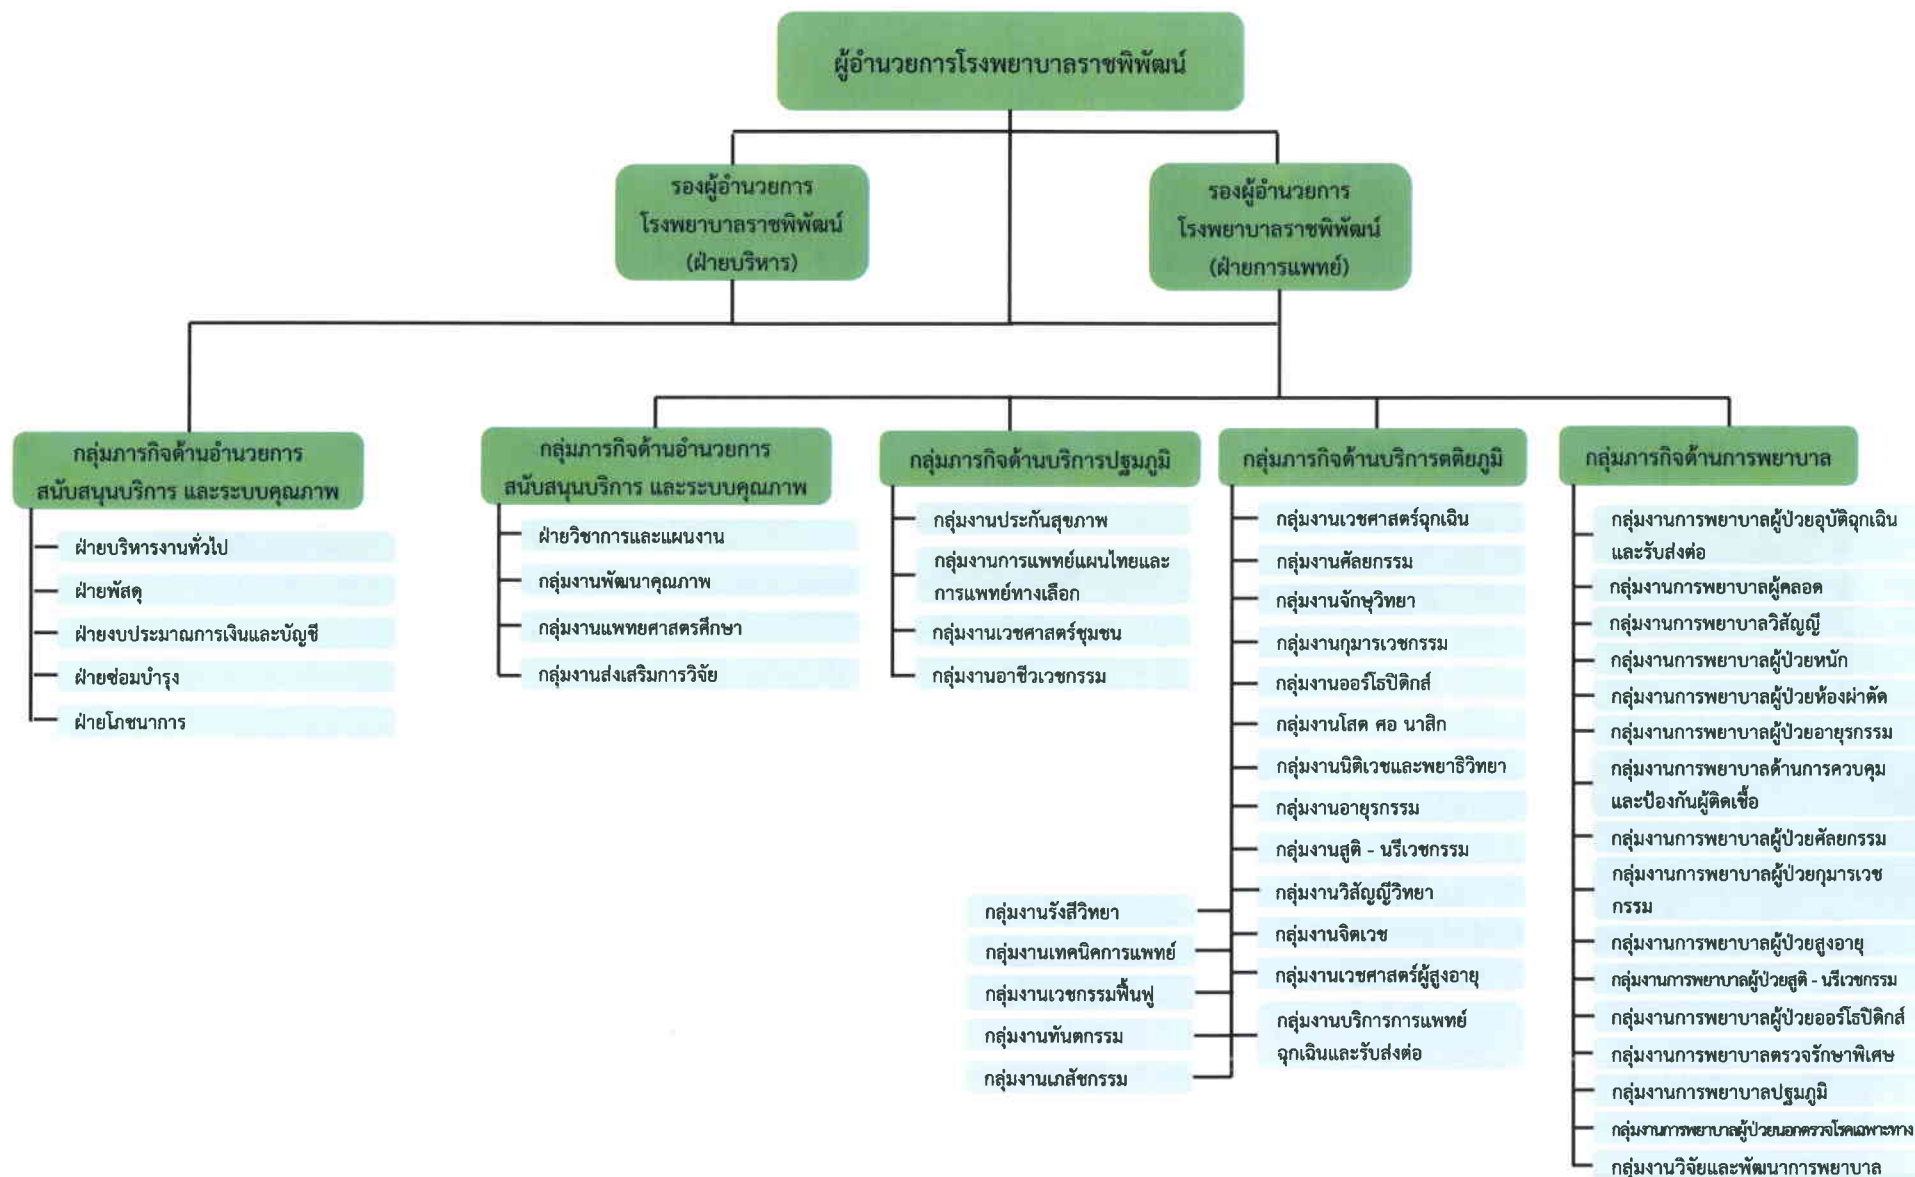 ผู้อำนวยการโรงพยาบาลราชพิพัฒน์
รองผู้อำนวยการ
โรงพยาบาลราชพิพัฒน์
(ฝ่ายบริหาร)
รองผู้อำนวยการ
โรงพยาบาลราชพิพัฒน์
(ฝ่ายการแพทย์)
กลุ่มภารกิจด้านอำนวยการ
สนับสนุนบริการ และระบบคุณภาพ
ฝ่ายบริหารงานทั่วไป
ฝ่ายพัสดุ
ฝ่ายงบประมาณการเงินและบัญชี
ฝ่ายซ่อมบำรุง
ฝ่ายโภชนาการ
กลุ่มภารกิจด้านอำนวยการ
สนับสนุนบริการ และระบบคุณภาพ
ฝ่ายวิชาการและแผนงาน
กลุ่มงานพัฒนาคุณภาพ
กลุ่มงานแพทยศาสตรศึกษา
กลุ่มงานส่งเสริมการวิจัย
กลุ่มภารกิจด้านบริการปฐมภูมิ
กลุ่มงานประกันสุขภาพ
กลุ่มงานการแพทย์แผนไทยและ
การแพทย์ทางเลือก
กลุ่มงานเวชศาสตร์ชุมชน
กลุ่มงานอาชีวเวชกรรม
กลุ่มภารกิจด้านบริการตติยภูมิ
กลุ่มงานเวชศาสตร์ฉุกเฉิน
กลุ่มงานศัลยกรรม
กลุ่มงานจักษุวิทยา
กลุ่มงานกุมารเวชกรรม
กลุ่มงานออร์โธปิดิกส์
กลุ่มงานโสต ศอ นาสิก
กลุ่มงานนิติเวชและพยาธิวิทยา
กลุ่มงานอายุรกรรม
กลุ่มงานสูติ - นรีเวชกรรม
กลุ่มงานวิสัญญีวิทยา
กลุ่มงานจิตเวช
กลุ่มงานเวชศาสตร์ผู้สูงอายุ
กลุ่มงานบริการการแพทย์
ฉุกเฉินและรับส่งต่อ
กลุ่มงานรังสีวิทยา
กลุ่มงานเทคนิคการแพทย์
กลุ่มงานเวชกรรมฟื้นฟู
กลุ่มงานทันตกรรม
กลุ่มงานเภสัชกรรม
กลุ่มภารกิจด้านการพยาบาล
กลุ่มงานการพยาบาลผู้ป่วยอุบัติฉุกเฉิน
และรับส่งต่อ
กลุ่มงานการพยาบาลผู้คลอด
กลุ่มงานการพยาบาลวิสัญญี
กลุ่มงานการพยาบาลผู้ป่วยหนัก
กลุ่มงานการพยาบาลผู้ป่วยห้องผ่าตัด
กลุ่มงานการพยาบาลผู้ป่วยอายุรกรรม
กลุ่มงานการพยาบาลด้านการควบคุม
และป้องกันผู้ติดเชื้อ
กลุ่มงานการพยาบาลผู้ป่วยศัลยกรรม
กลุ่มงานการพยาบาลผู้ป่วยกุมารเวช
กรรม
กลุ่มงานการพยาบาลผู้ป่วยสูงอายุ
กลุ่มงานการพยาบาลผู้ป่วยสูติ - นรีเวชกรรม
กลุ่มงานการพยาบาลผู้ป่วยออร์โธปิดิกส์
กลุ่มงานการพยาบาลตรวจรักษาพิเศษ
กลุ่มงานการพยาบาลปฐมภูมิ
กลุ่มงานการพยาบาลผู้ป่วยนอกตรวจโรคเฉพาะทาง
กลุ่มงานวิจัยและพัฒนาการพยาบาล